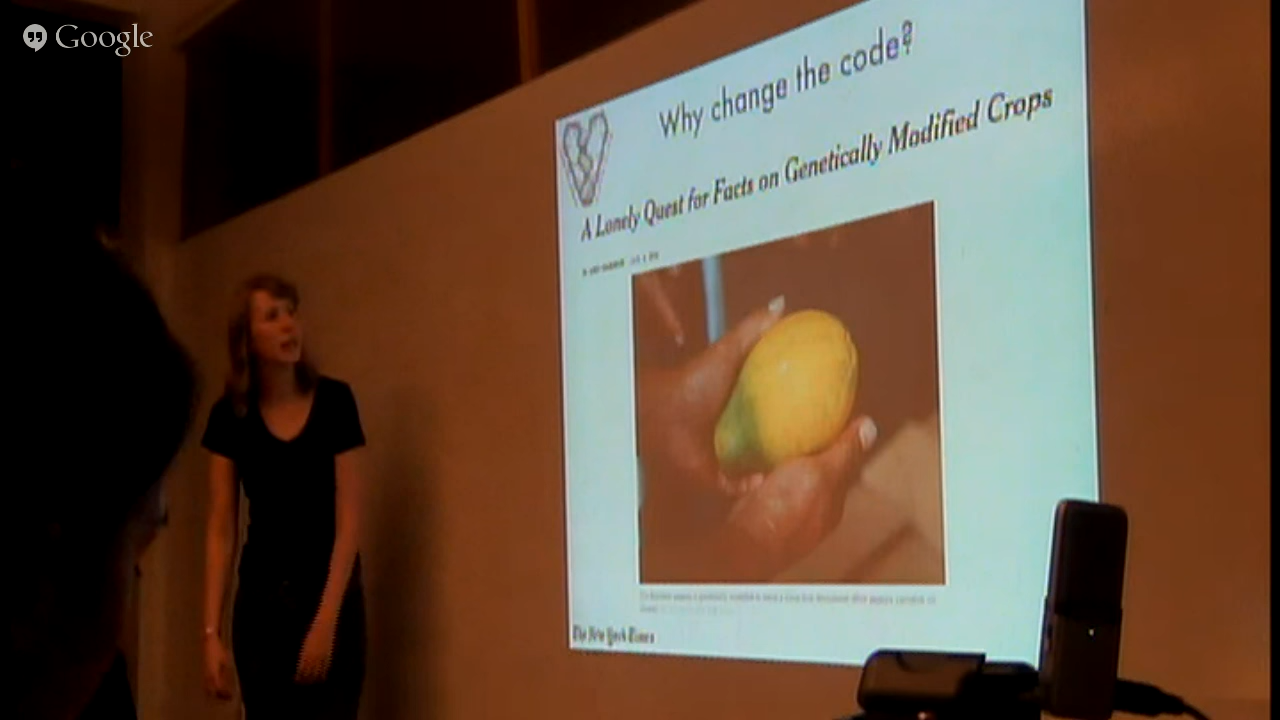 Google
Why change the code?
A Lonely Quest for Facts on Genetically Modified Crops
The New York Times